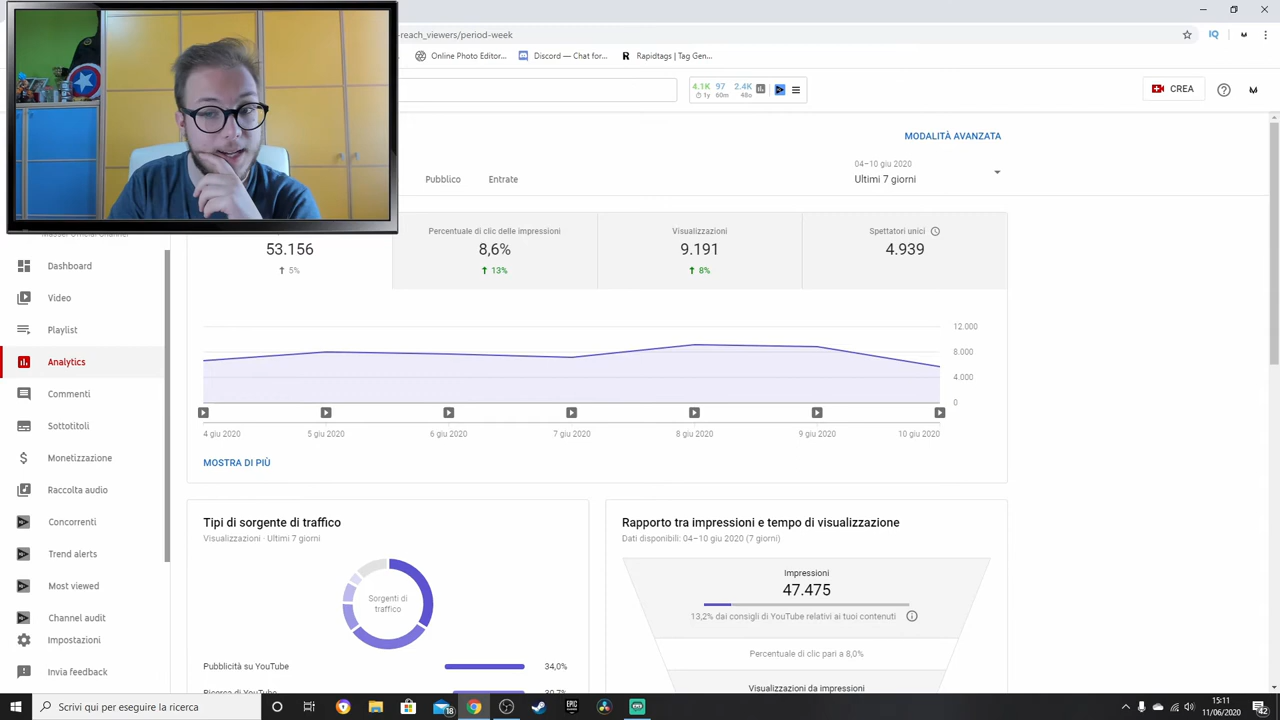 -reach_viewers/period-week
IQ
Online Photo Editor...
Discord — Chat for...
Rapidtags | Tag Gen...
4.1K 97 2.4K
1y 60m 48o
CREA
MODALITÀ AVANZATA
04–10 giu 2020
Ultimi 7 giorni
Pubblico
Entrate
Dashboard
Video
Playlist
Analytics
Commenti
Sottotitoli
Monetizzazione
Raccolta audio
Concorrenti
Trend alerts
Most viewed
Channel audit
Impostazioni
Invia feedback
53.156
5%
Percentuale di clic delle impressioni
8,6%
13%
Visualizzazioni
9.191
8%
Spettatori unici
4.939
12.000
8.000
4.000
0
4 giu 2020 5 giu 2020 6 giu 2020 7 giu 2020 8 giu 2020 9 giu 2020 10 giu 2020
MOSTRA DI PIÙ
Tipi di sorgente di traffico
Visualizzazioni · Ultimi 7 giorni
Sorgenti di
traffico
Pubblicità su YouTube 34,0%
Rapporto tra impressioni e tempo di visualizzazione
Dati disponibili: 04–10 giu 2020 (7 giorni)
Impressioni
47.475
13,2% dai consigli di YouTube relativi ai tuoi contenuti
Percentuale di clic pari a 8,0%
Visualizzazioni da impressioni
Scrivi qui per eseguire la ricerca
18
EPIC
15:11
11/06/2020
42